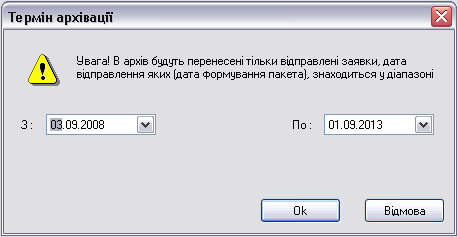 Термін архівації
Увага! В архів будуть перенесені тільки відправлені заявки, дата
відправлення яких (дата формування пакета), знаходиться у діапазоні
З : 03.09.2008 По : 01.09.2013
Ok Відмова